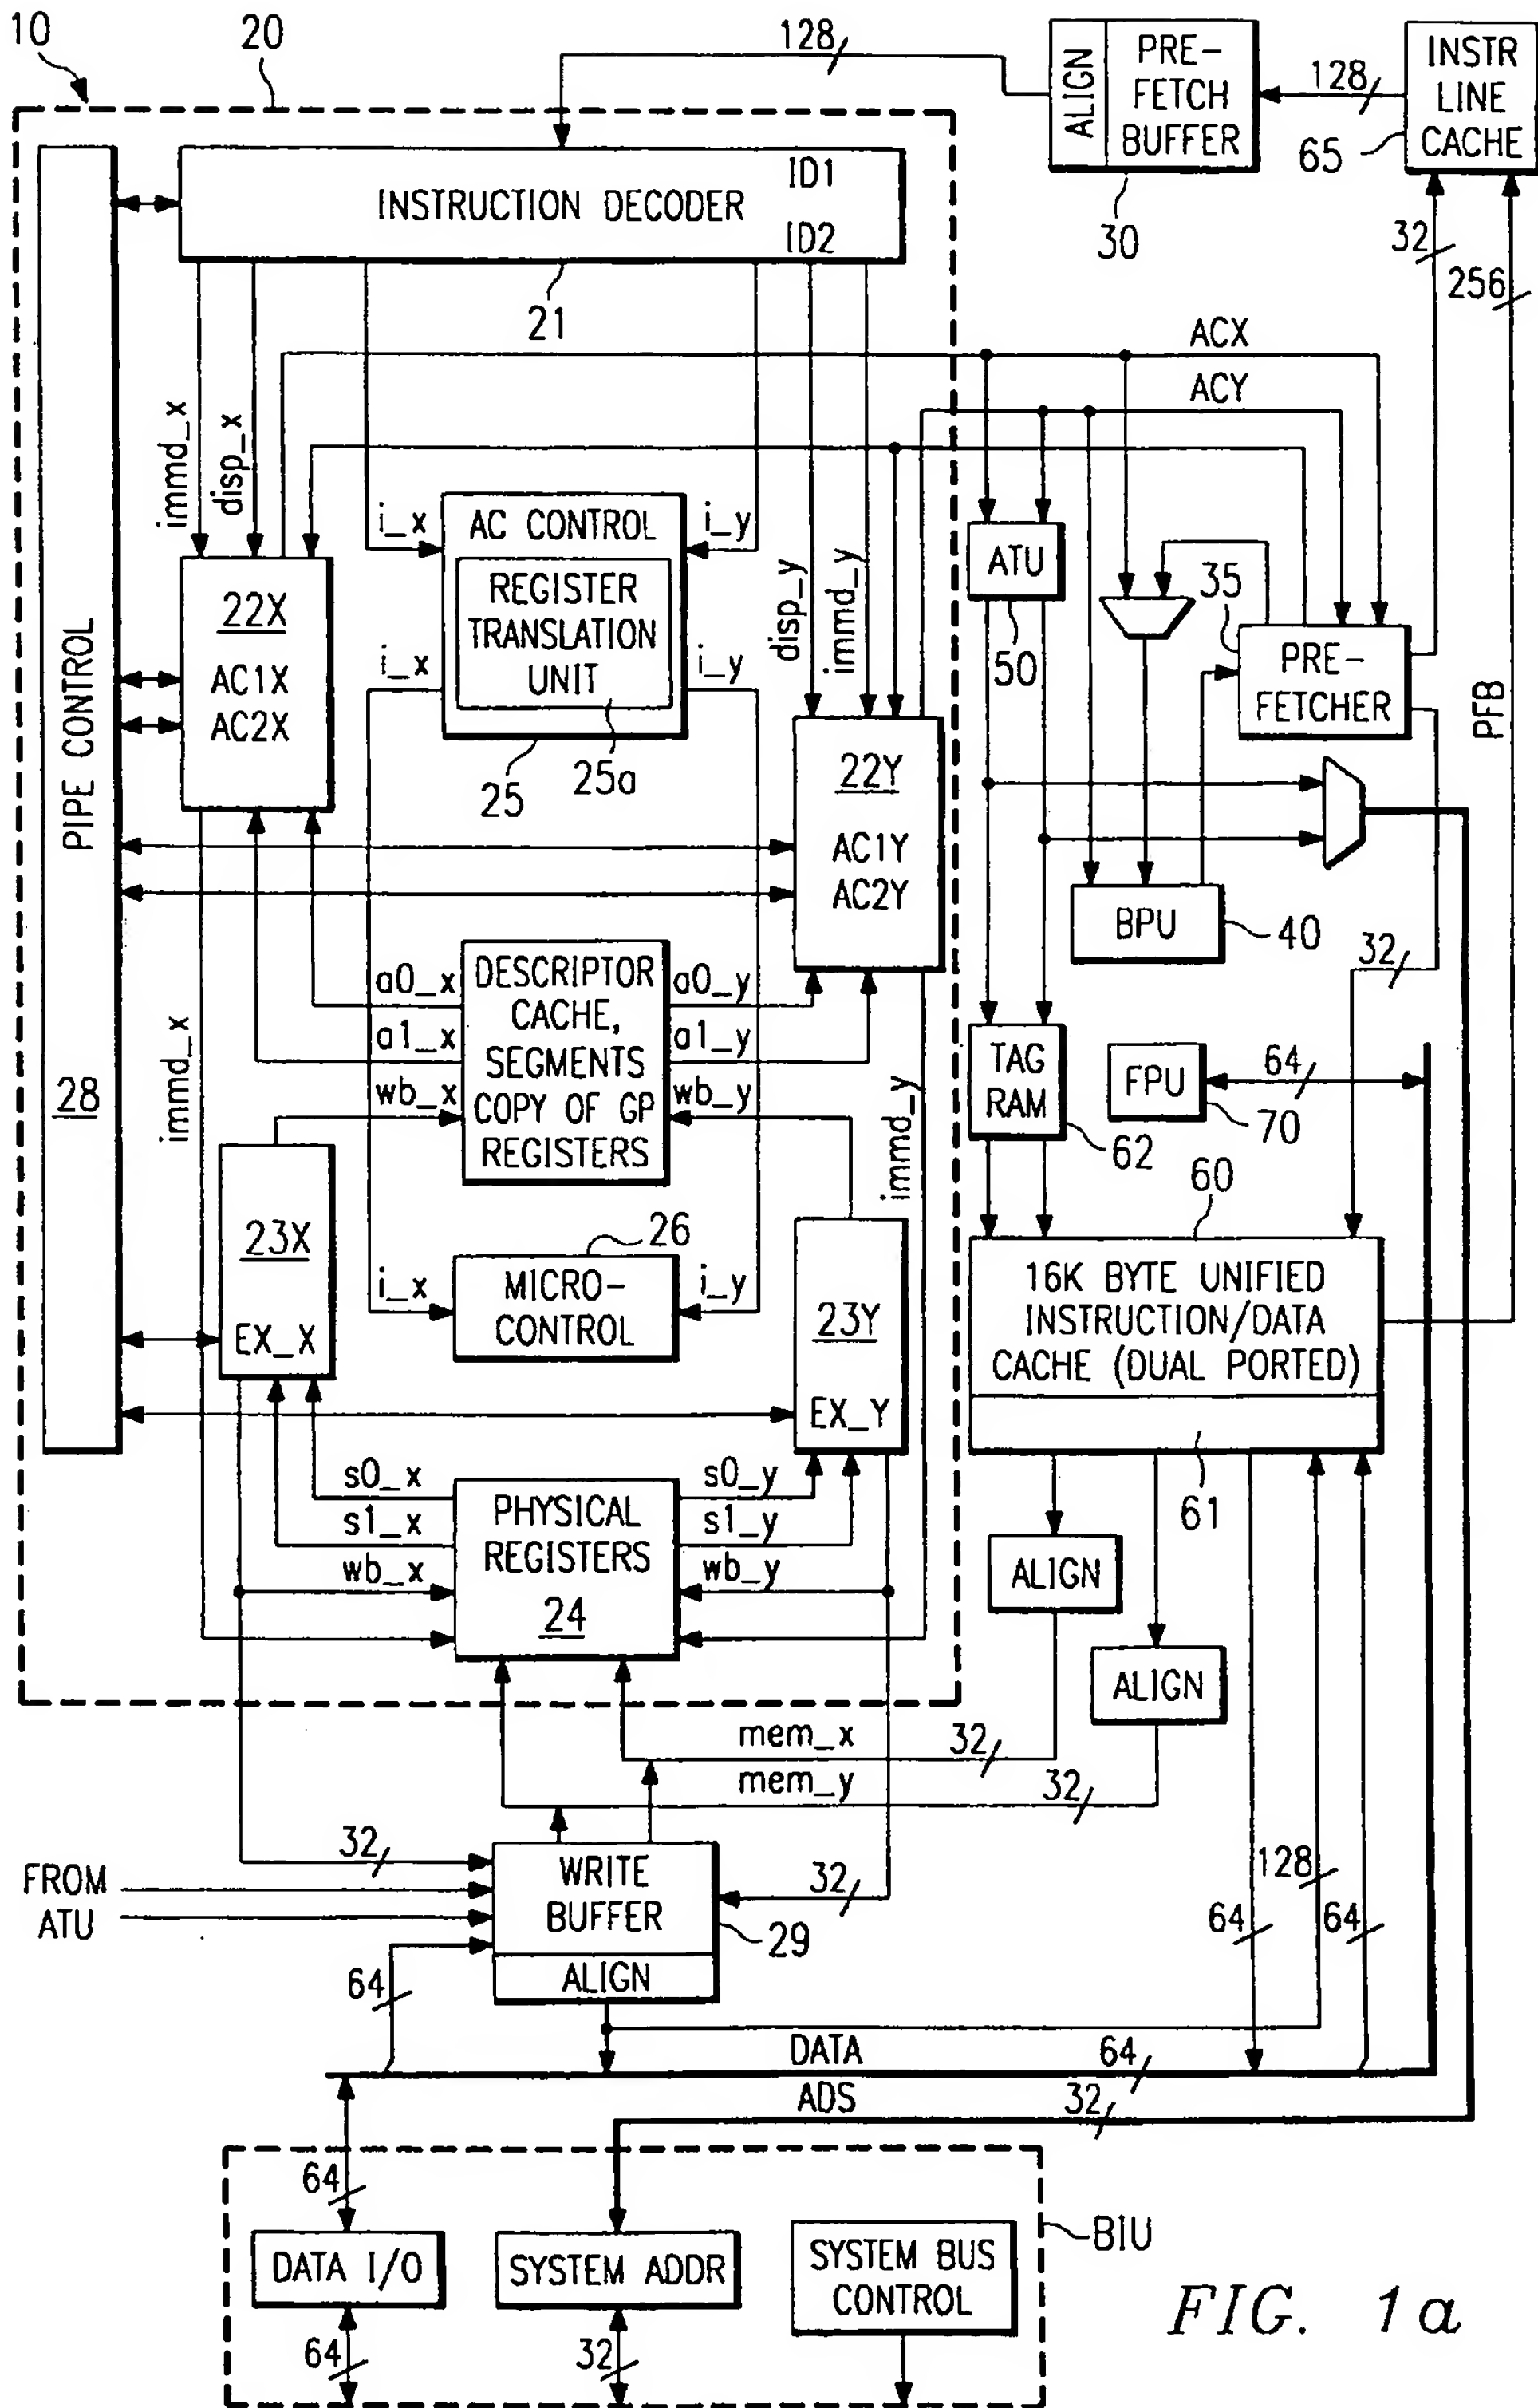 10
20
128
ALIGN
PRE-
FETCH
BUFFER
30
128
INSTR
LINE
CACHE
65
32
256
PFB
PIPE CONTROL
28
ID1
INSTRUCTION DECODER
ID2
21
immd_x
disp_x
i_x
AC CONTROL
i_y
REGISTER
TRANSLATION
UNIT
i_x
i_y
25
25a
disp_y
immd_y
22X
AC1X
AC2X
22Y
AC1Y
AC2Y
ACX
ACY
ATU
50
35
PRE-
FETCHER
BPU
40
32
immd_x
a0_x
a1_x
wb_x
DESCRIPTOR
CACHE,
SEGMENTS
COPY OF GP
REGISTERS
a0_y
a1_y
wb_y
immd_y
TAG
RAM
62
FPU
70
64
23X
EX_X
26
i_x
MICRO-
CONTROL
i_y
23Y
EX_Y
60
16K BYTE UNIFIED
INSTRUCTION/DATA
CACHE (DUAL PORTED)
61
s0_x
s1_x
wb_x
PHYSICAL
REGISTERS
24
s0_y
s1_y
wb_y
ALIGN
ALIGN
mem_x
32
mem_y
32
FROM
ATU
32
WRITE
BUFFER
ALIGN
32
29
64
128
64
64
DATA
64
ADS
32
64
DATA I/O
SYSTEM ADDR
SYSTEM BUS
CONTROL
BIU
64
32
FIG. 1a